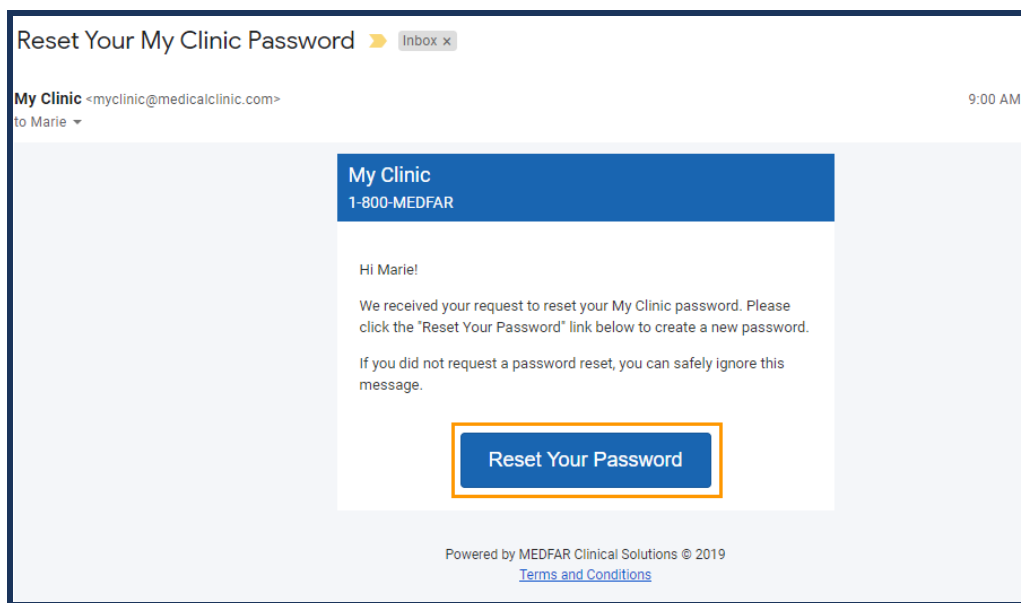 Reset Your My Clinic Password Inbox x
My Clinic <myclinic@medicalclinic.com> 9:00 AM
to Marie
My Clinic
1-800-MEDFAR
Hi Marie!
We received your request to reset your My Clinic password. Please
click the "Reset Your Password" link below to create a new password.
If you did not request a password reset, you can safely ignore this
message.
Reset Your Password
Powered by MEDFAR Clinical Solutions © 2019
Terms and Conditions